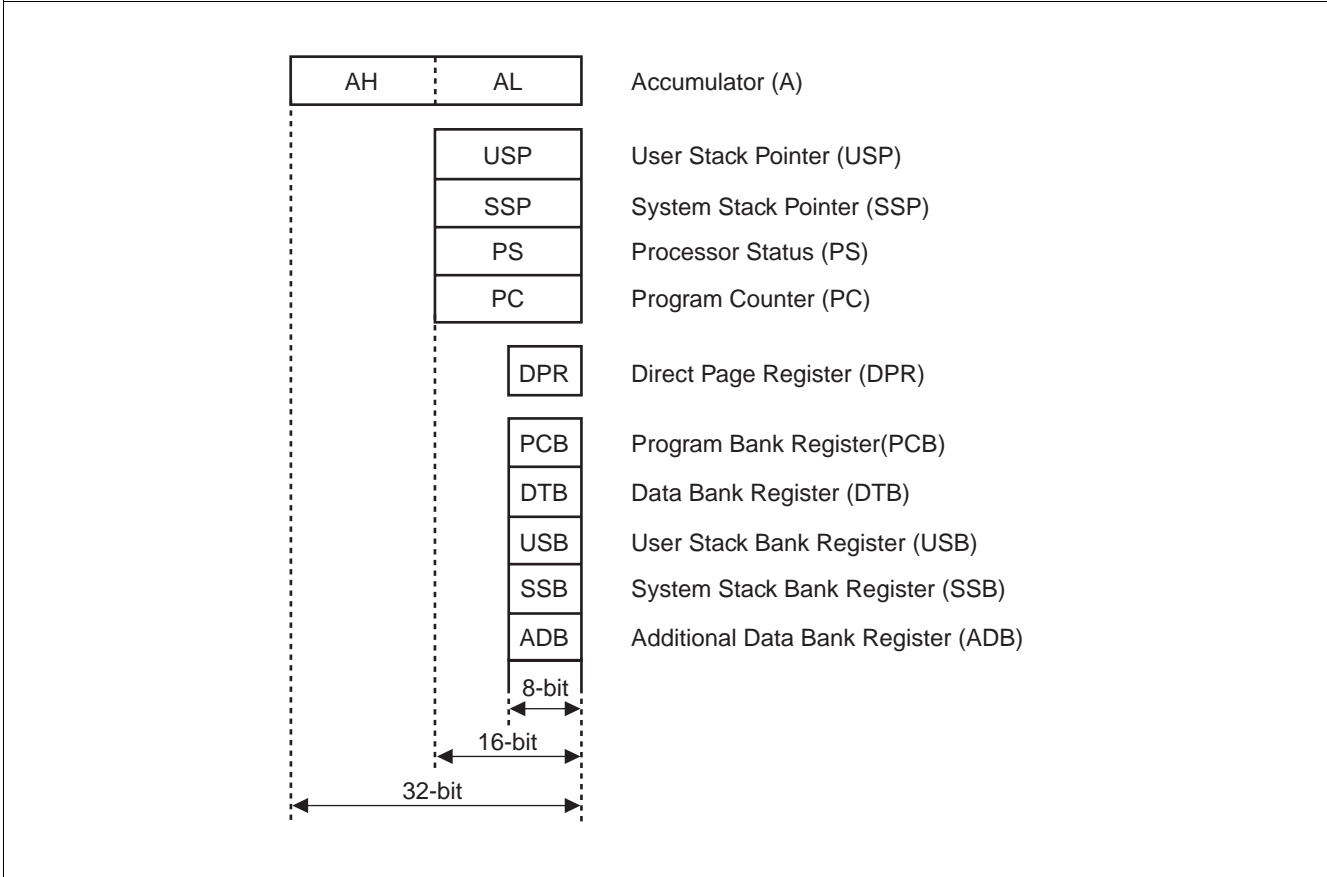 AH AL Accumulator (A)
USP User Stack Pointer (USP)
SSP System Stack Pointer (SSP)
PS Processor Status (PS)
PC Program Counter (PC)
DPR Direct Page Register (DPR)
PCB Program Bank Register(PCB)
DTB Data Bank Register (DTB)
USB User Stack Bank Register (USB)
SSB System Stack Bank Register (SSB)
ADB Additional Data Bank Register (ADB)
8-bit
16-bit
32-bit